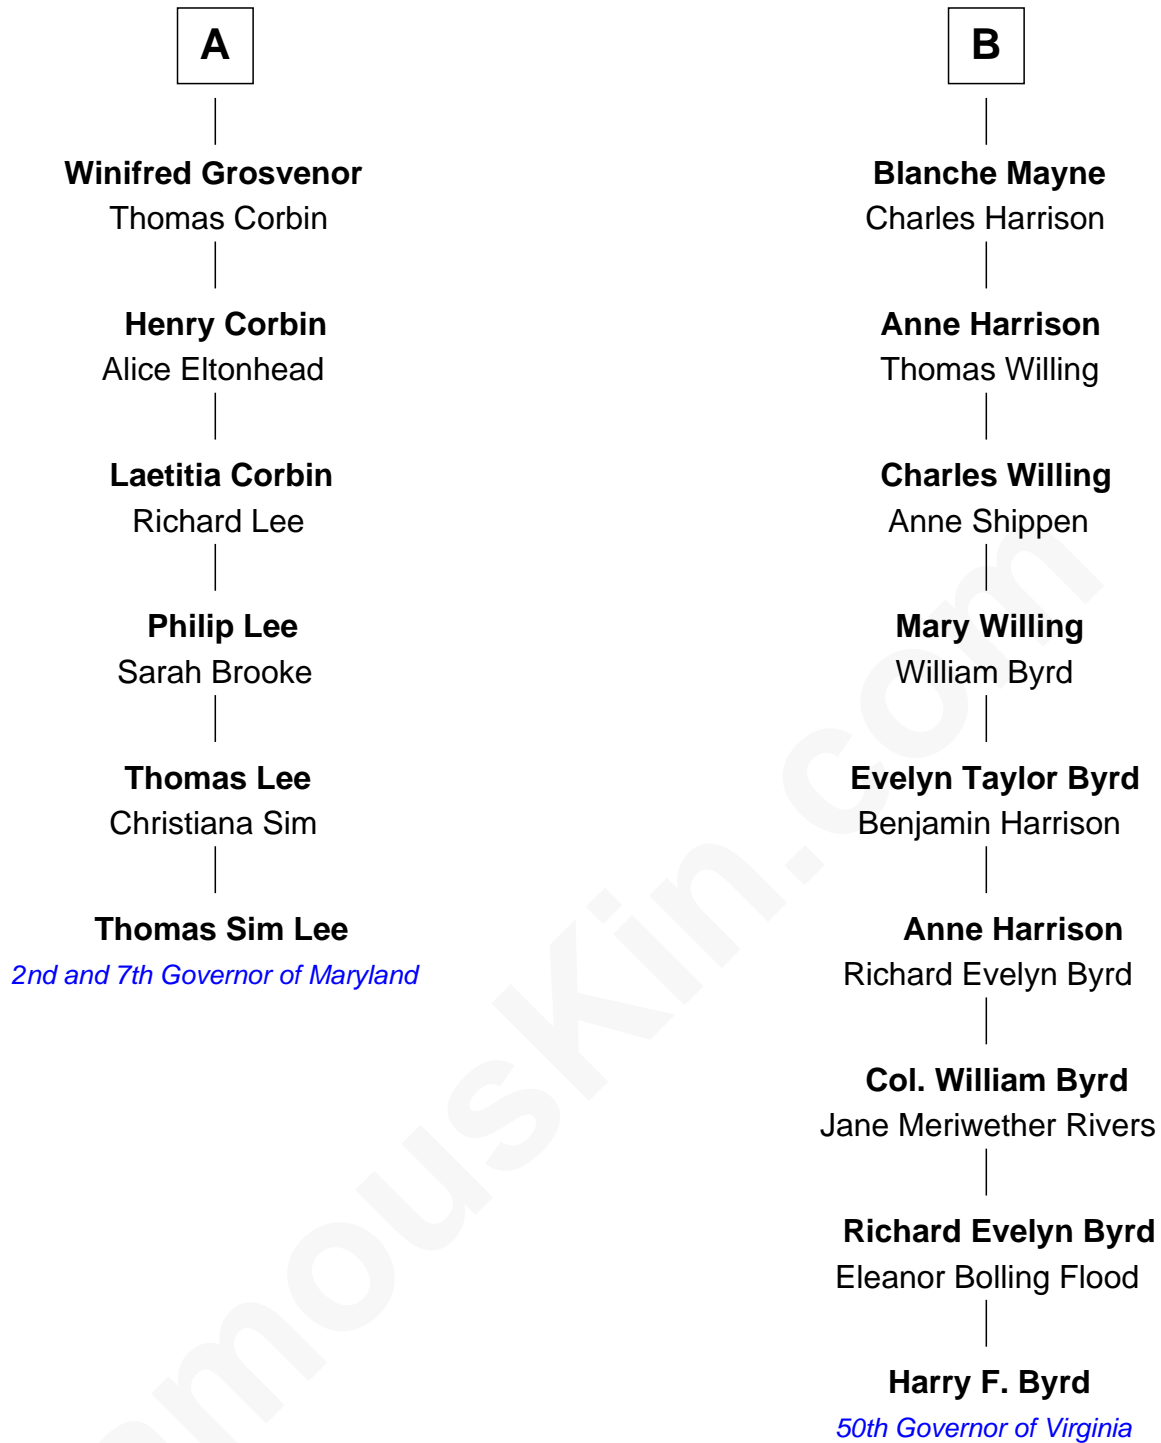 A
Winifred Grosvenor
Thomas Corbin
Henry Corbin
Alice Eltonhead
Laetitia Corbin
Richard Lee
Philip Lee
Sarah Brooke
Thomas Lee
Christiana Sim
Thomas Sim Lee
2nd and 7th Governor of Maryland
B
Blanche Mayne
Charles Harrison
Anne Harrison
Thomas Willing
Charles Willing
Anne Shippen
Mary Willing
William Byrd
Evelyn Taylor Byrd
Benjamin Harrison
Anne Harrison
Richard Evelyn Byrd
Col. William Byrd
Jane Meriwether Rivers
Richard Evelyn Byrd
Eleanor Bolling Flood
Harry F. Byrd
50th Governor of Virginia
amouskin.com